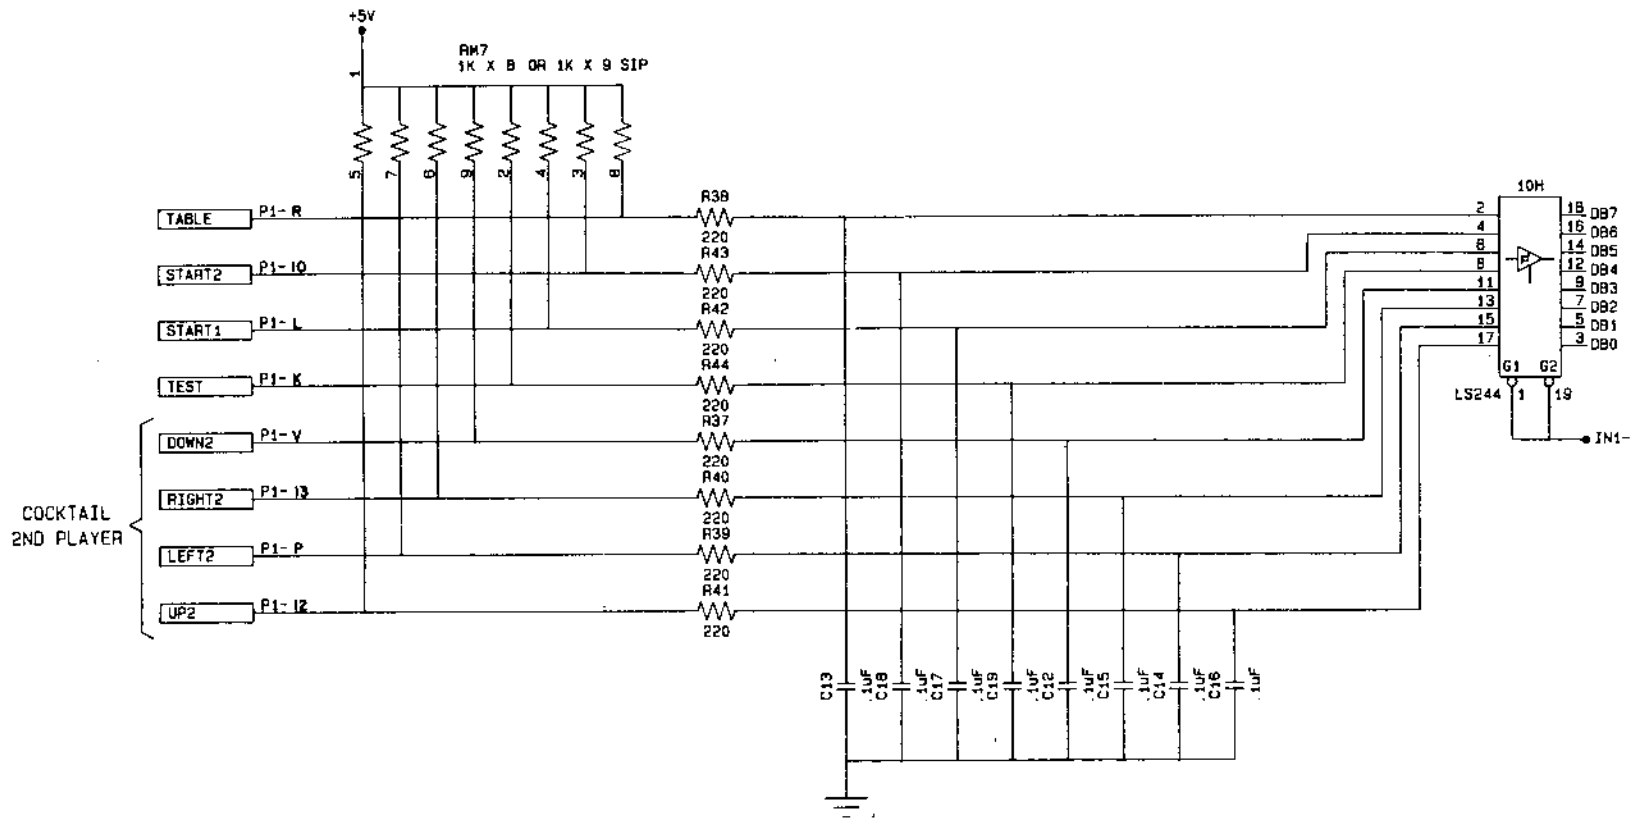 +5V
RM7
1K X 8 OR 1K X 9 SIP
1
5 7 6 9 2 4 3 8
TABLE P1-R R38 220
START2 P1-10 R43 220
START1 P1-L R42 220
TEST P1-K R44 220
DOWN2 P1-V R37 220
RIGHT2 P1-13 R40 220
LEFT2 P1-P R39 220
UP2 P1-12 R41 220
COCKTAIL
2ND PLAYER
10H
2 18 DB7
4 16 DB6
6 14 DB5
8 12 DB4
11 9 DB3
13 7 DB2
15 5 DB1
17 3 DB0
G1 G2
LS244 1 19
IN1-
C13 .1uF C18 .1uF C17 .1uF C19 .1uF C12 .1uF C15 .1uF C14 .1uF C16 .1uF